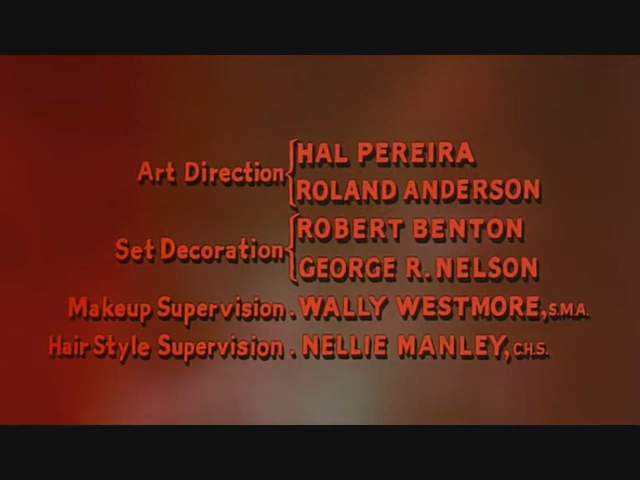 Art Direction HAL PEREIRA
ROLAND ANDERSON
Set Decoration ROBERT BENTON
GEORGE R. NELSON
Makeup Supervision . WALLY WESTMORE, S.M.A.
Hair Style Supervision . NELLIE MANLEY, C.H.S.